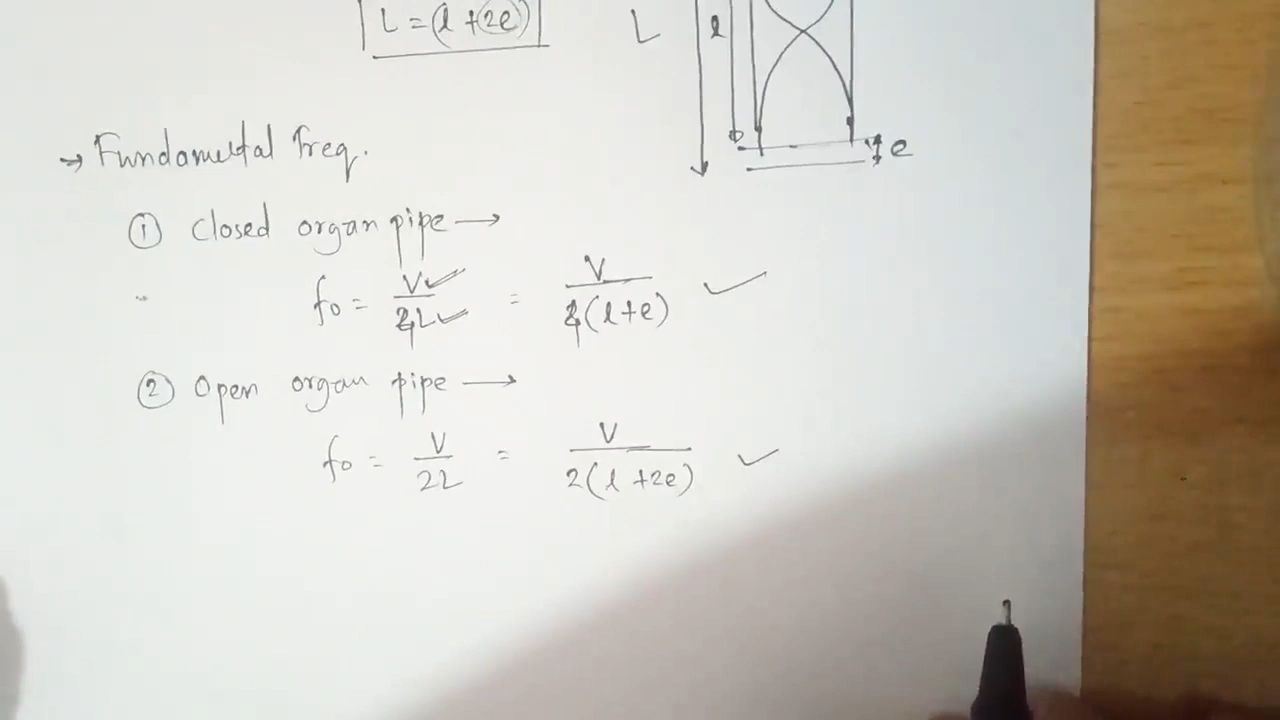 L = (l + 2e)
L l
e
→ Fundamental freq.
① Closed organ pipe →
f0 = V/4L = V/4(l+e) ✓
② Open organ pipe →
f0 = V/2L = V/2(l+2e) ✓